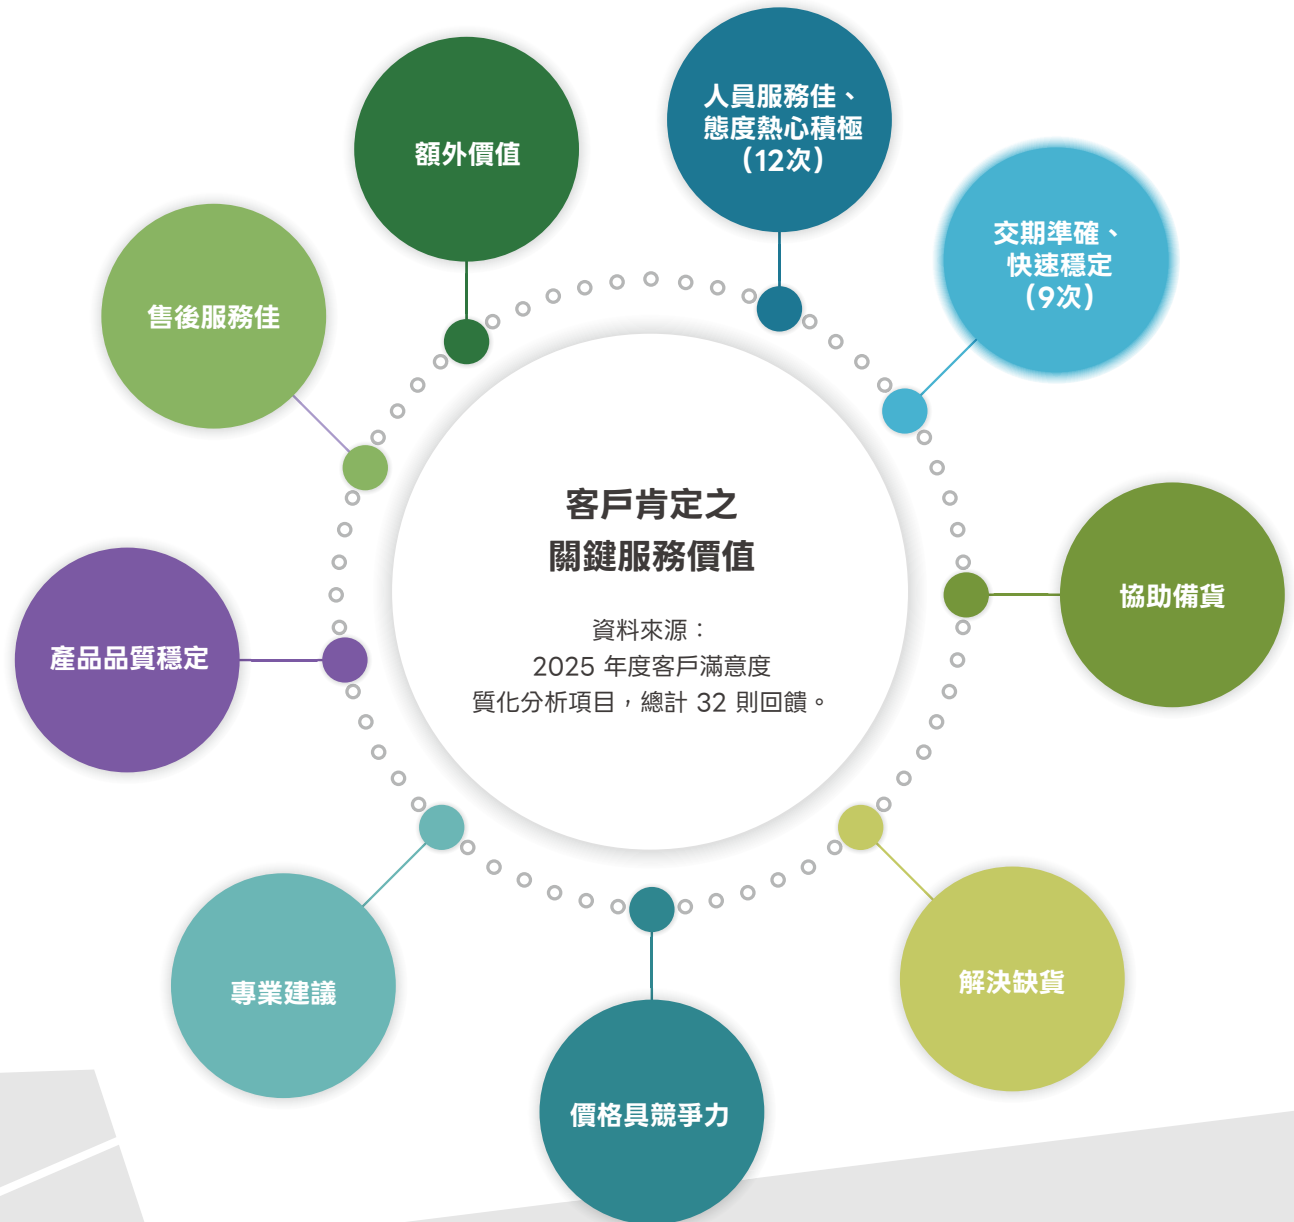 客戶肯定之
關鍵服務價值
資料來源：
2025 年度客戶滿意度
質化分析項目，總計 32 則回饋。
人員服務佳、
態度熱心積極
（12次）
交期準確、
快速穩定
（9次）
協助備貨
解決缺貨
價格具競爭力
專業建議
產品品質穩定
售後服務佳
額外價值